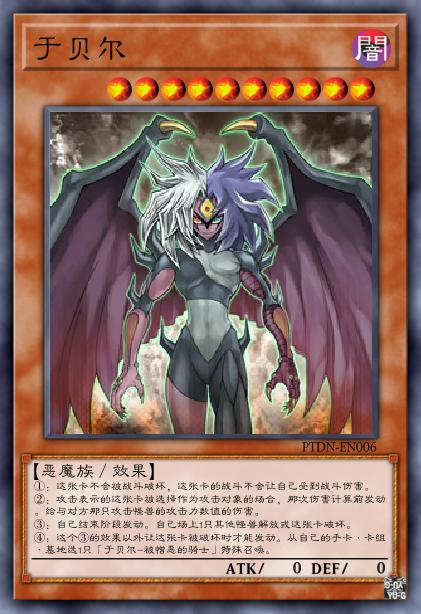 于贝尔
闇
PTDN-EN006
【恶魔族／效果】
①：这张卡不会被战斗破坏，这张卡的战斗不会让自己受到战斗伤害。
②：攻击表示的这张卡被选择作为攻击对象的场合，那次伤害计算前发动
。给与对方那只攻击怪兽的攻击力数值的伤害。
③：自己结束阶段发动。自己场上1只其他怪兽解放或这张卡破坏。
④：这个③的效果以外让这张卡被破坏时才能发动。从自己的手卡·卡组
·墓地选1只「于贝尔-被憎恶的骑士」特殊召唤。
ATK/ 0 DEF/ 0